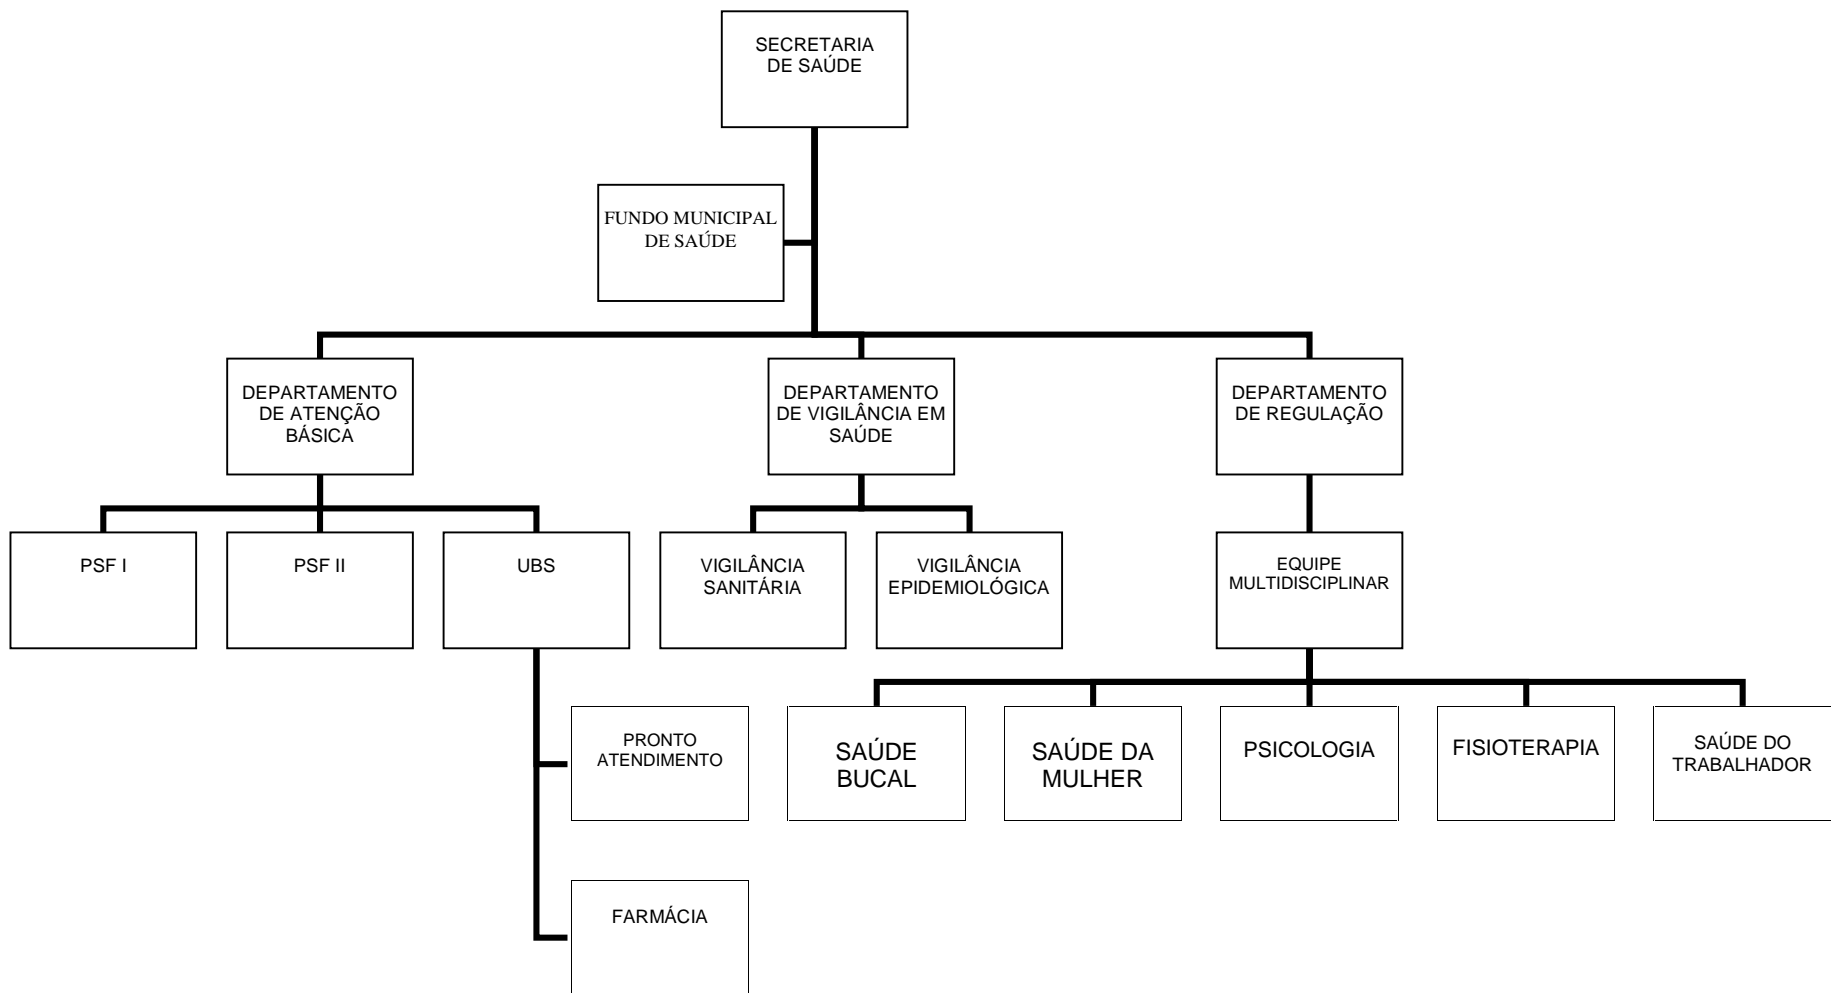 SECRETARIA
DE SAÚDE
FUNDO MUNICIPAL
DE SAÚDE
DEPARTAMENTO
DE ATENÇÃO
BÁSICA
DEPARTAMENTO
DE VIGILÂNCIA EM
SAÚDE
DEPARTAMENTO
DE REGULAÇÃO
PSF I
PSF II
UBS
VIGILÂNCIA
SANITÁRIA
VIGILÂNCIA
EPIDEMIOLÓGICA
EQUIPE
MULTIDISCIPLINAR
PRONTO
ATENDIMENTO
SAÚDE
BUCAL
SAÚDE DA
MULHER
PSICOLOGIA
FISIOTERAPIA
SAÚDE DO
TRABALHADOR
FARMÁCIA